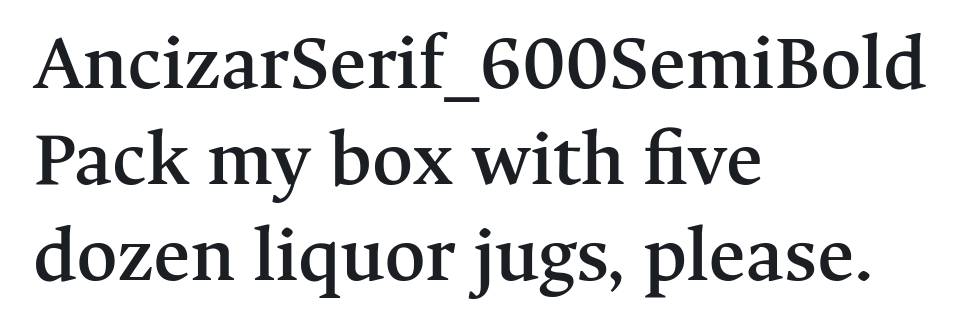 AncizarSerif_600SemiBold
Pack my box with five
dozen liquor jugs, please.